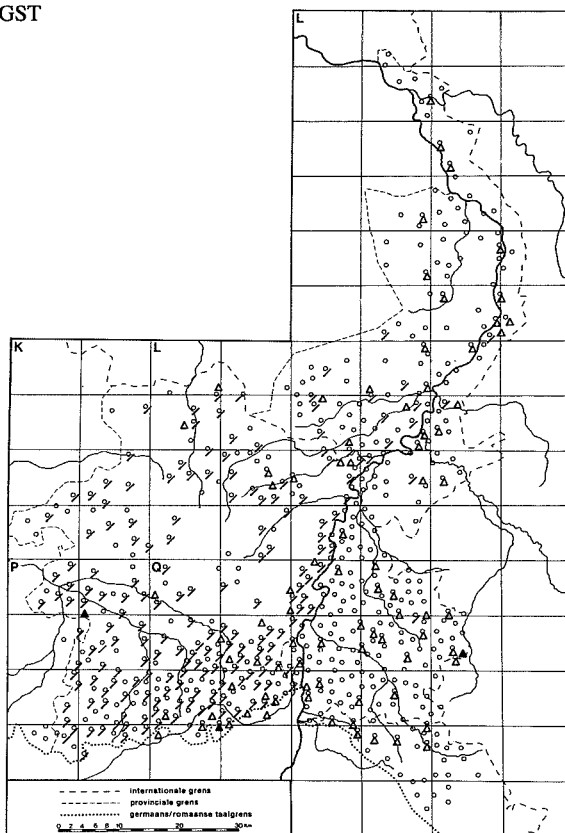 GST
L
K L
P Q
internationale grens
provinciale grens
germaans/romaanse taalgrens
0 2 4 6 8 10 20 30 km